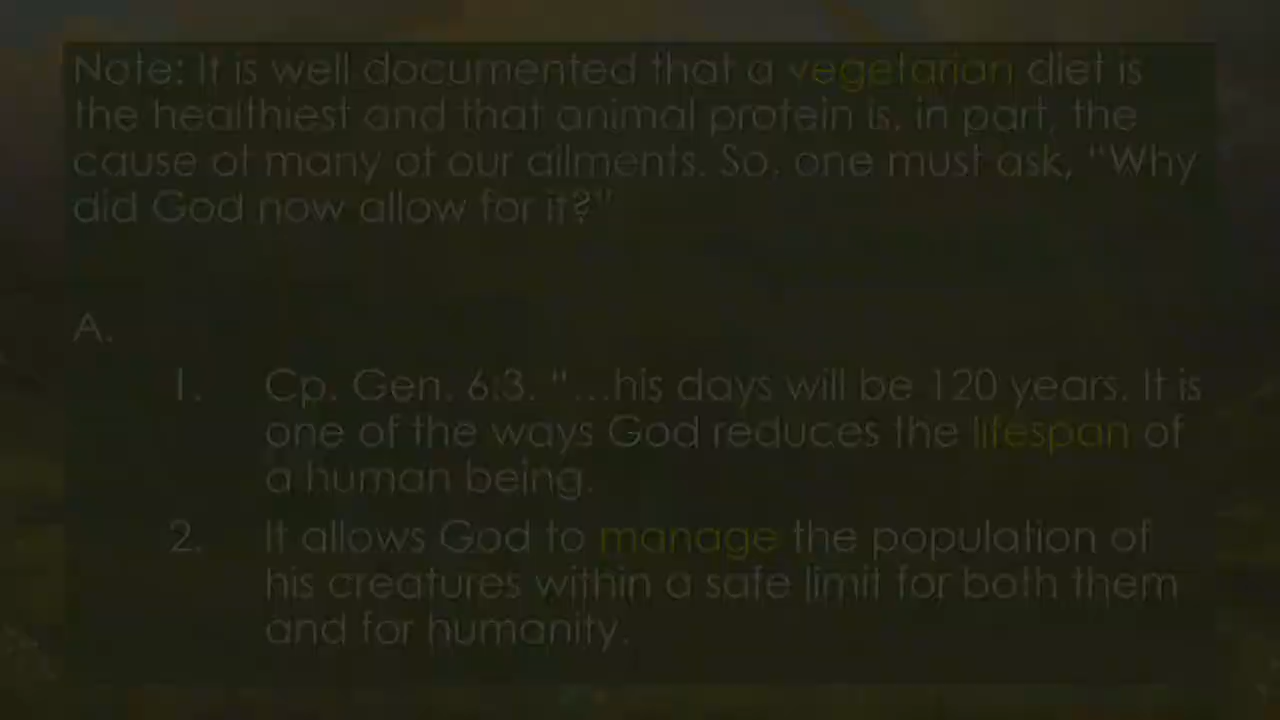 Note: It is well documented that a vegetarian diet is
the healthiest and that animal protein is, in part, the
cause of many of our ailments. So, one must ask, "Why
did God now allow for it?"
A.
1. Cp. Gen. 6:3. "...his days will be 120 years. It is
one of the ways God reduces the lifespan of
a human being.
2. It allows God to manage the population of
his creatures within a safe limit for both them
and for humanity.